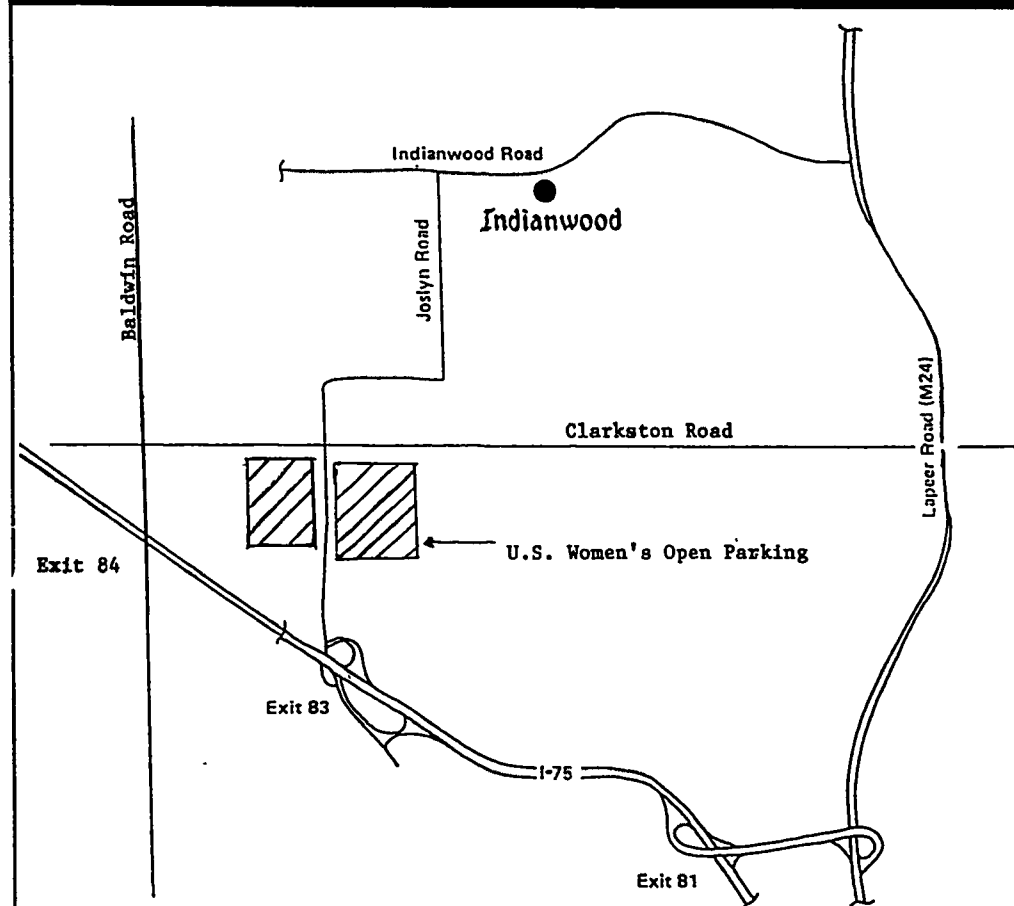 Indianwood Road
Indianwood
Baldwin Road
Joslyn Road
Lapeer Road (M24)
Clarkston Road
U.S. Women's Open Parking
Exit 84
Exit 83
I-75
Exit 81